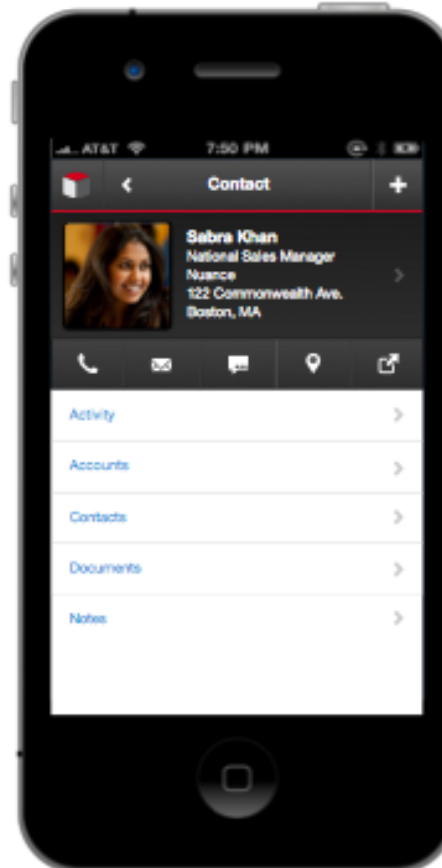 AT&T 7:50 PM
Contact
Sabra Khan
National Sales Manager
Nuance
122 Commonwealth Ave.
Boston, MA
Activity
Accounts
Contacts
Documents
Notes